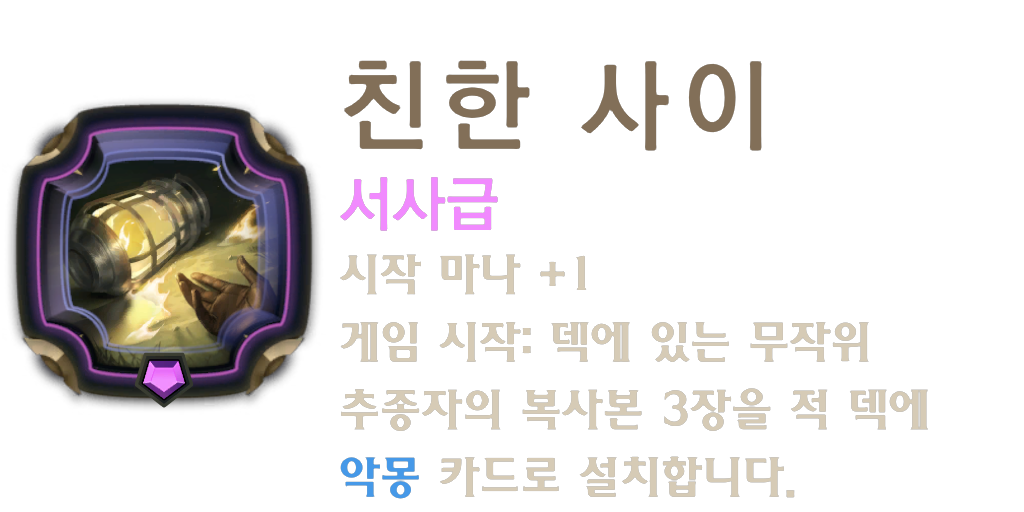 친한 사이
서사급
시작 마나 +1
게임 시작: 덱에 있는 무작위
추종자의 복사본 3장을 적 덱에
악몽 카드로 설치합니다.